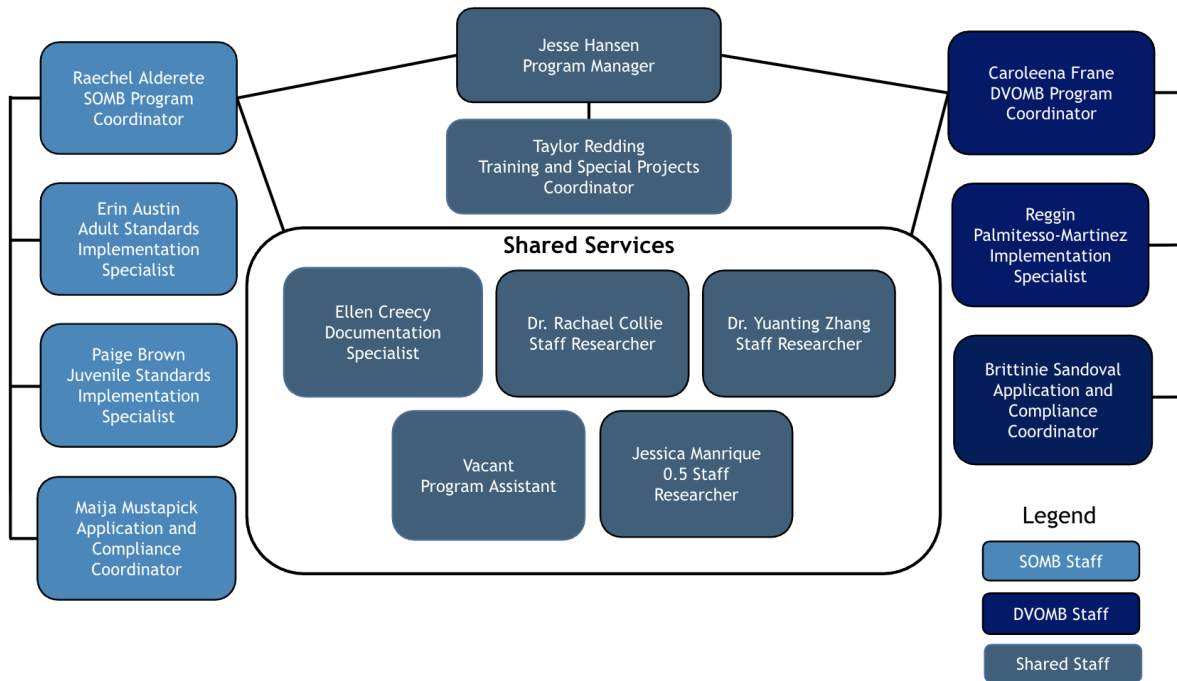 Jesse Hansen
Program Manager
Raechel Alderete
SOMB Program
Coordinator
Caroleena Frane
DVOMB Program
Coordinator
Taylor Redding
Training and Special Projects
Coordinator
Erin Austin
Adult Standards
Implementation
Specialist
Reggin
Palmitesso-Martinez
Implementation
Specialist
Shared Services
Ellen Creecy
Documentation
Specialist
Dr. Rachael Collie
Staff Researcher
Dr. Yuanting Zhang
Staff Researcher
Paige Brown
Juvenile Standards
Implementation
Specialist
Brittinie Sandoval
Application and
Compliance
Coordinator
Vacant
Program Assistant
Jessica Manrique
0.5 Staff
Researcher
Maija Mustapick
Application and
Compliance
Coordinator
Legend
SOMB Staff
DVOMB Staff
Shared Staff